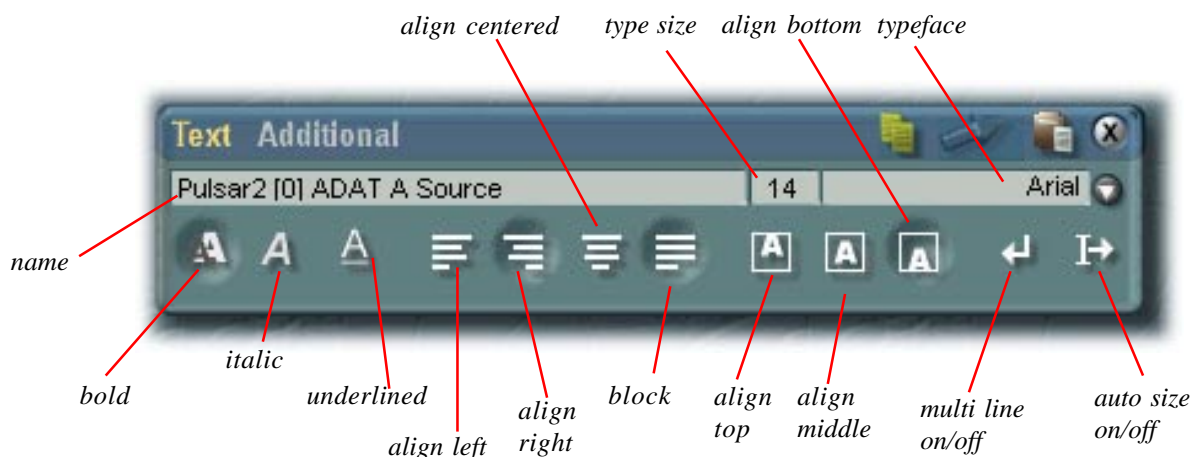 align centered type size align bottom typeface
Text Additional
Pulsar2 [0] ADAT A Source 14 Arial
name
italic
bold underlined block
align left
align
right
align
top
align
middle
multi line
on/off
auto size
on/off